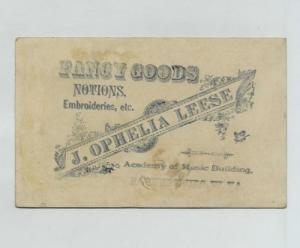 FANCY GOODS
NOTIONS,
Embroideries, etc.
J. OPHELIA LEESE
Academy of Music Building,